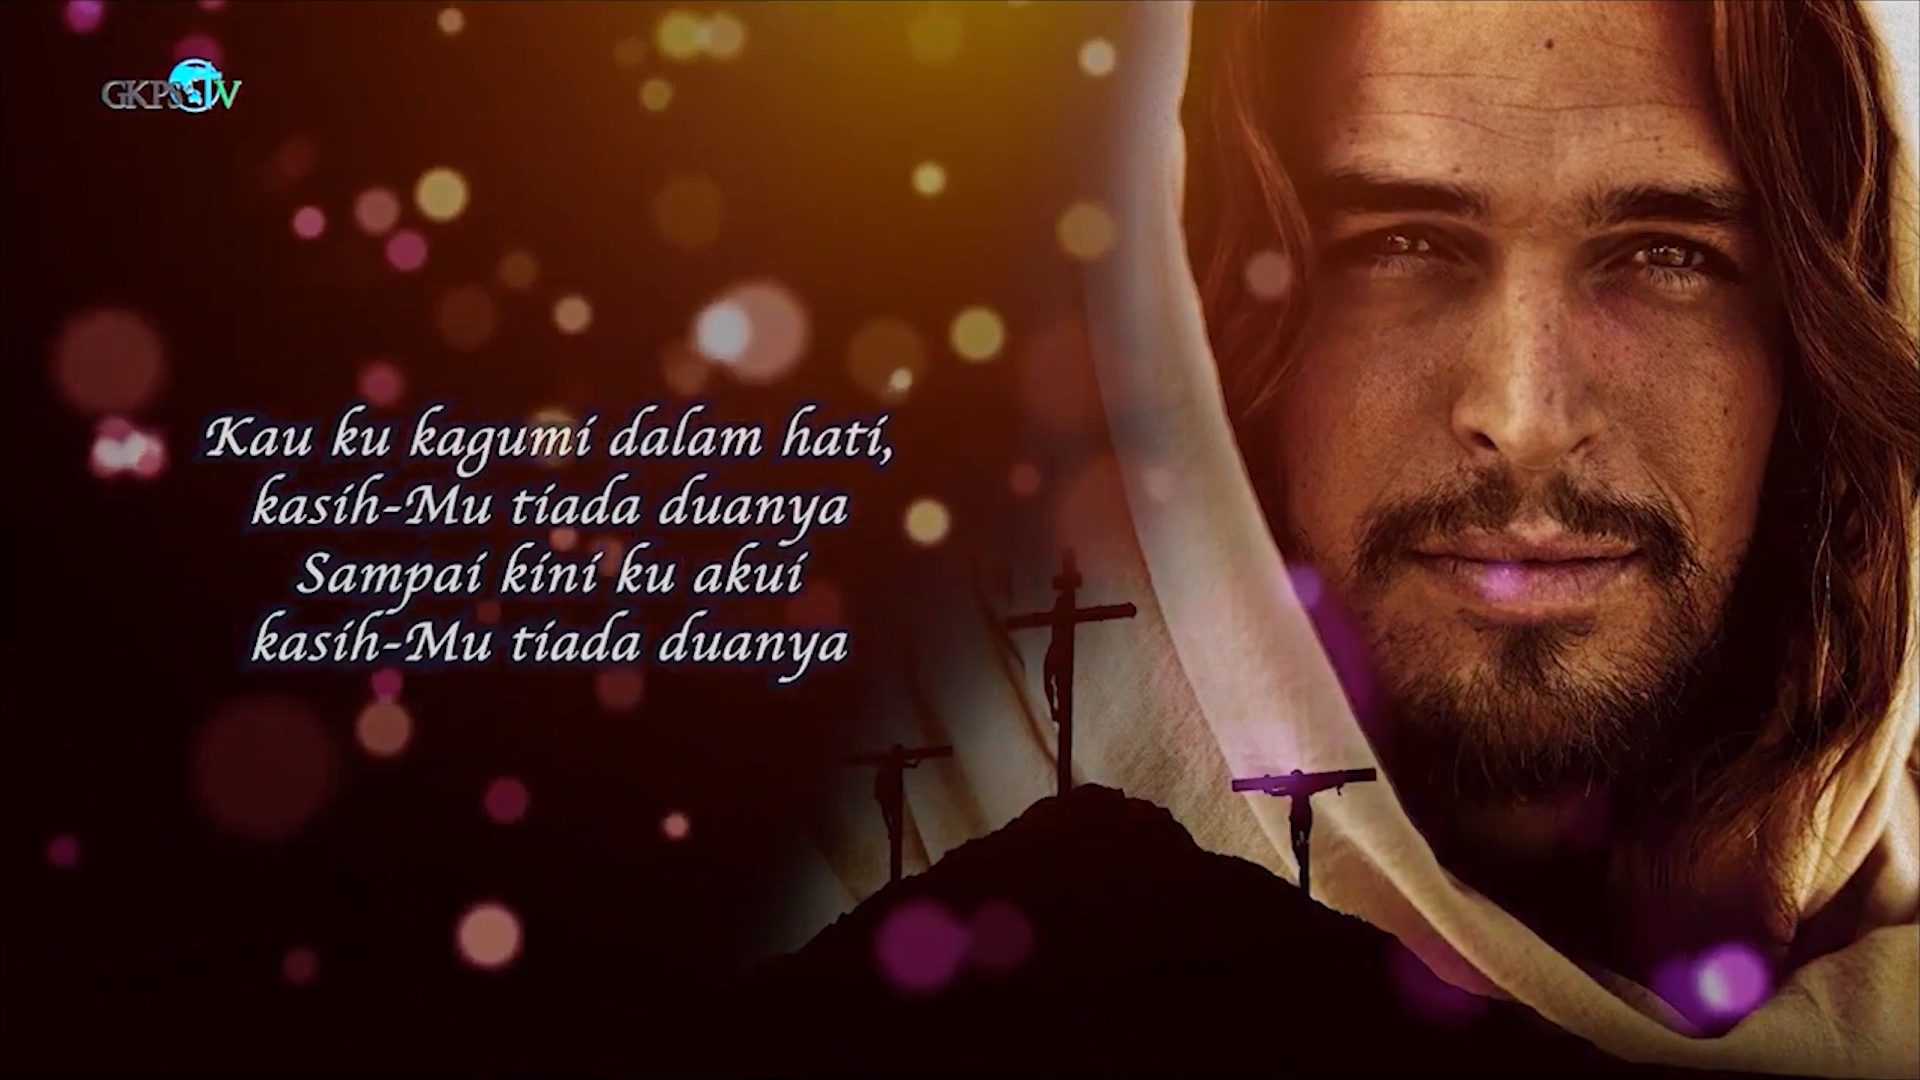 GKPS TV
Kau ku kagumi dalam hati,
kasih-Mu tiada duanya
Sampai kini ku akui
kasih-Mu tiada duanya